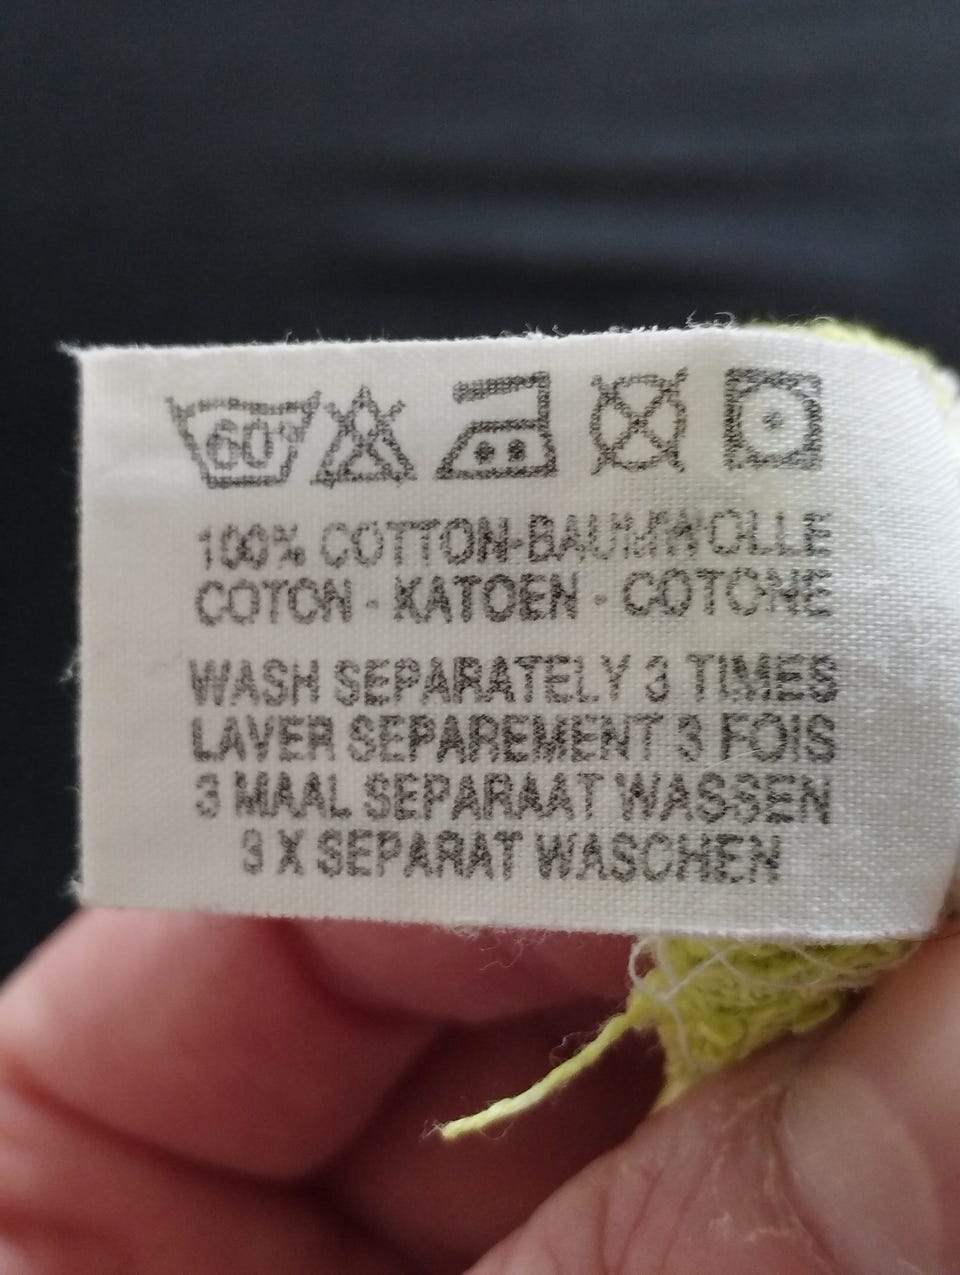 60°
100% COTTON-BAUMWOLLE
COTON - KATOEN - COTONE
WASH SEPARATELY 3 TIMES
LAVER SEPAREMENT 3 FOIS
3 MAAL SEPARAAT WASSEN
3 X SEPARAT WASCHEN